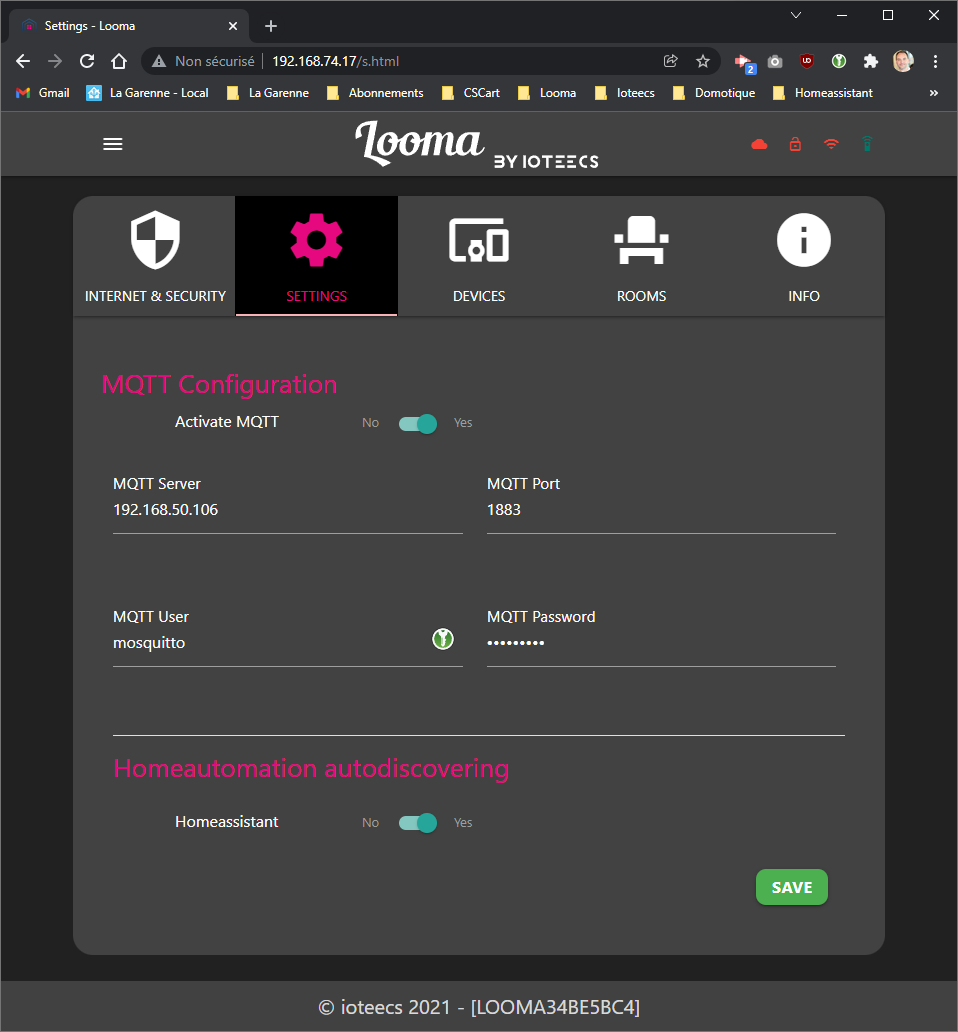 Settings - Looma
Non sécurisé 192.168.74.17/s.html
2
UD
Gmail La Garenne - Local La Garenne Abonnements CSCart Looma Ioteecs Domotique Homeassistant »
Looma BY IOTEECS
INTERNET & SECURITY SETTINGS DEVICES ROOMS INFO
MQTT Configuration
Activate MQTT No Yes
MQTT Server MQTT Port
192.168.50.106 1883
MQTT User MQTT Password
mosquitto •••••••••
Homeautomation autodiscovering
Homeassistant No Yes
SAVE
© ioteecs 2021 - [LOOMA34BE5BC4]